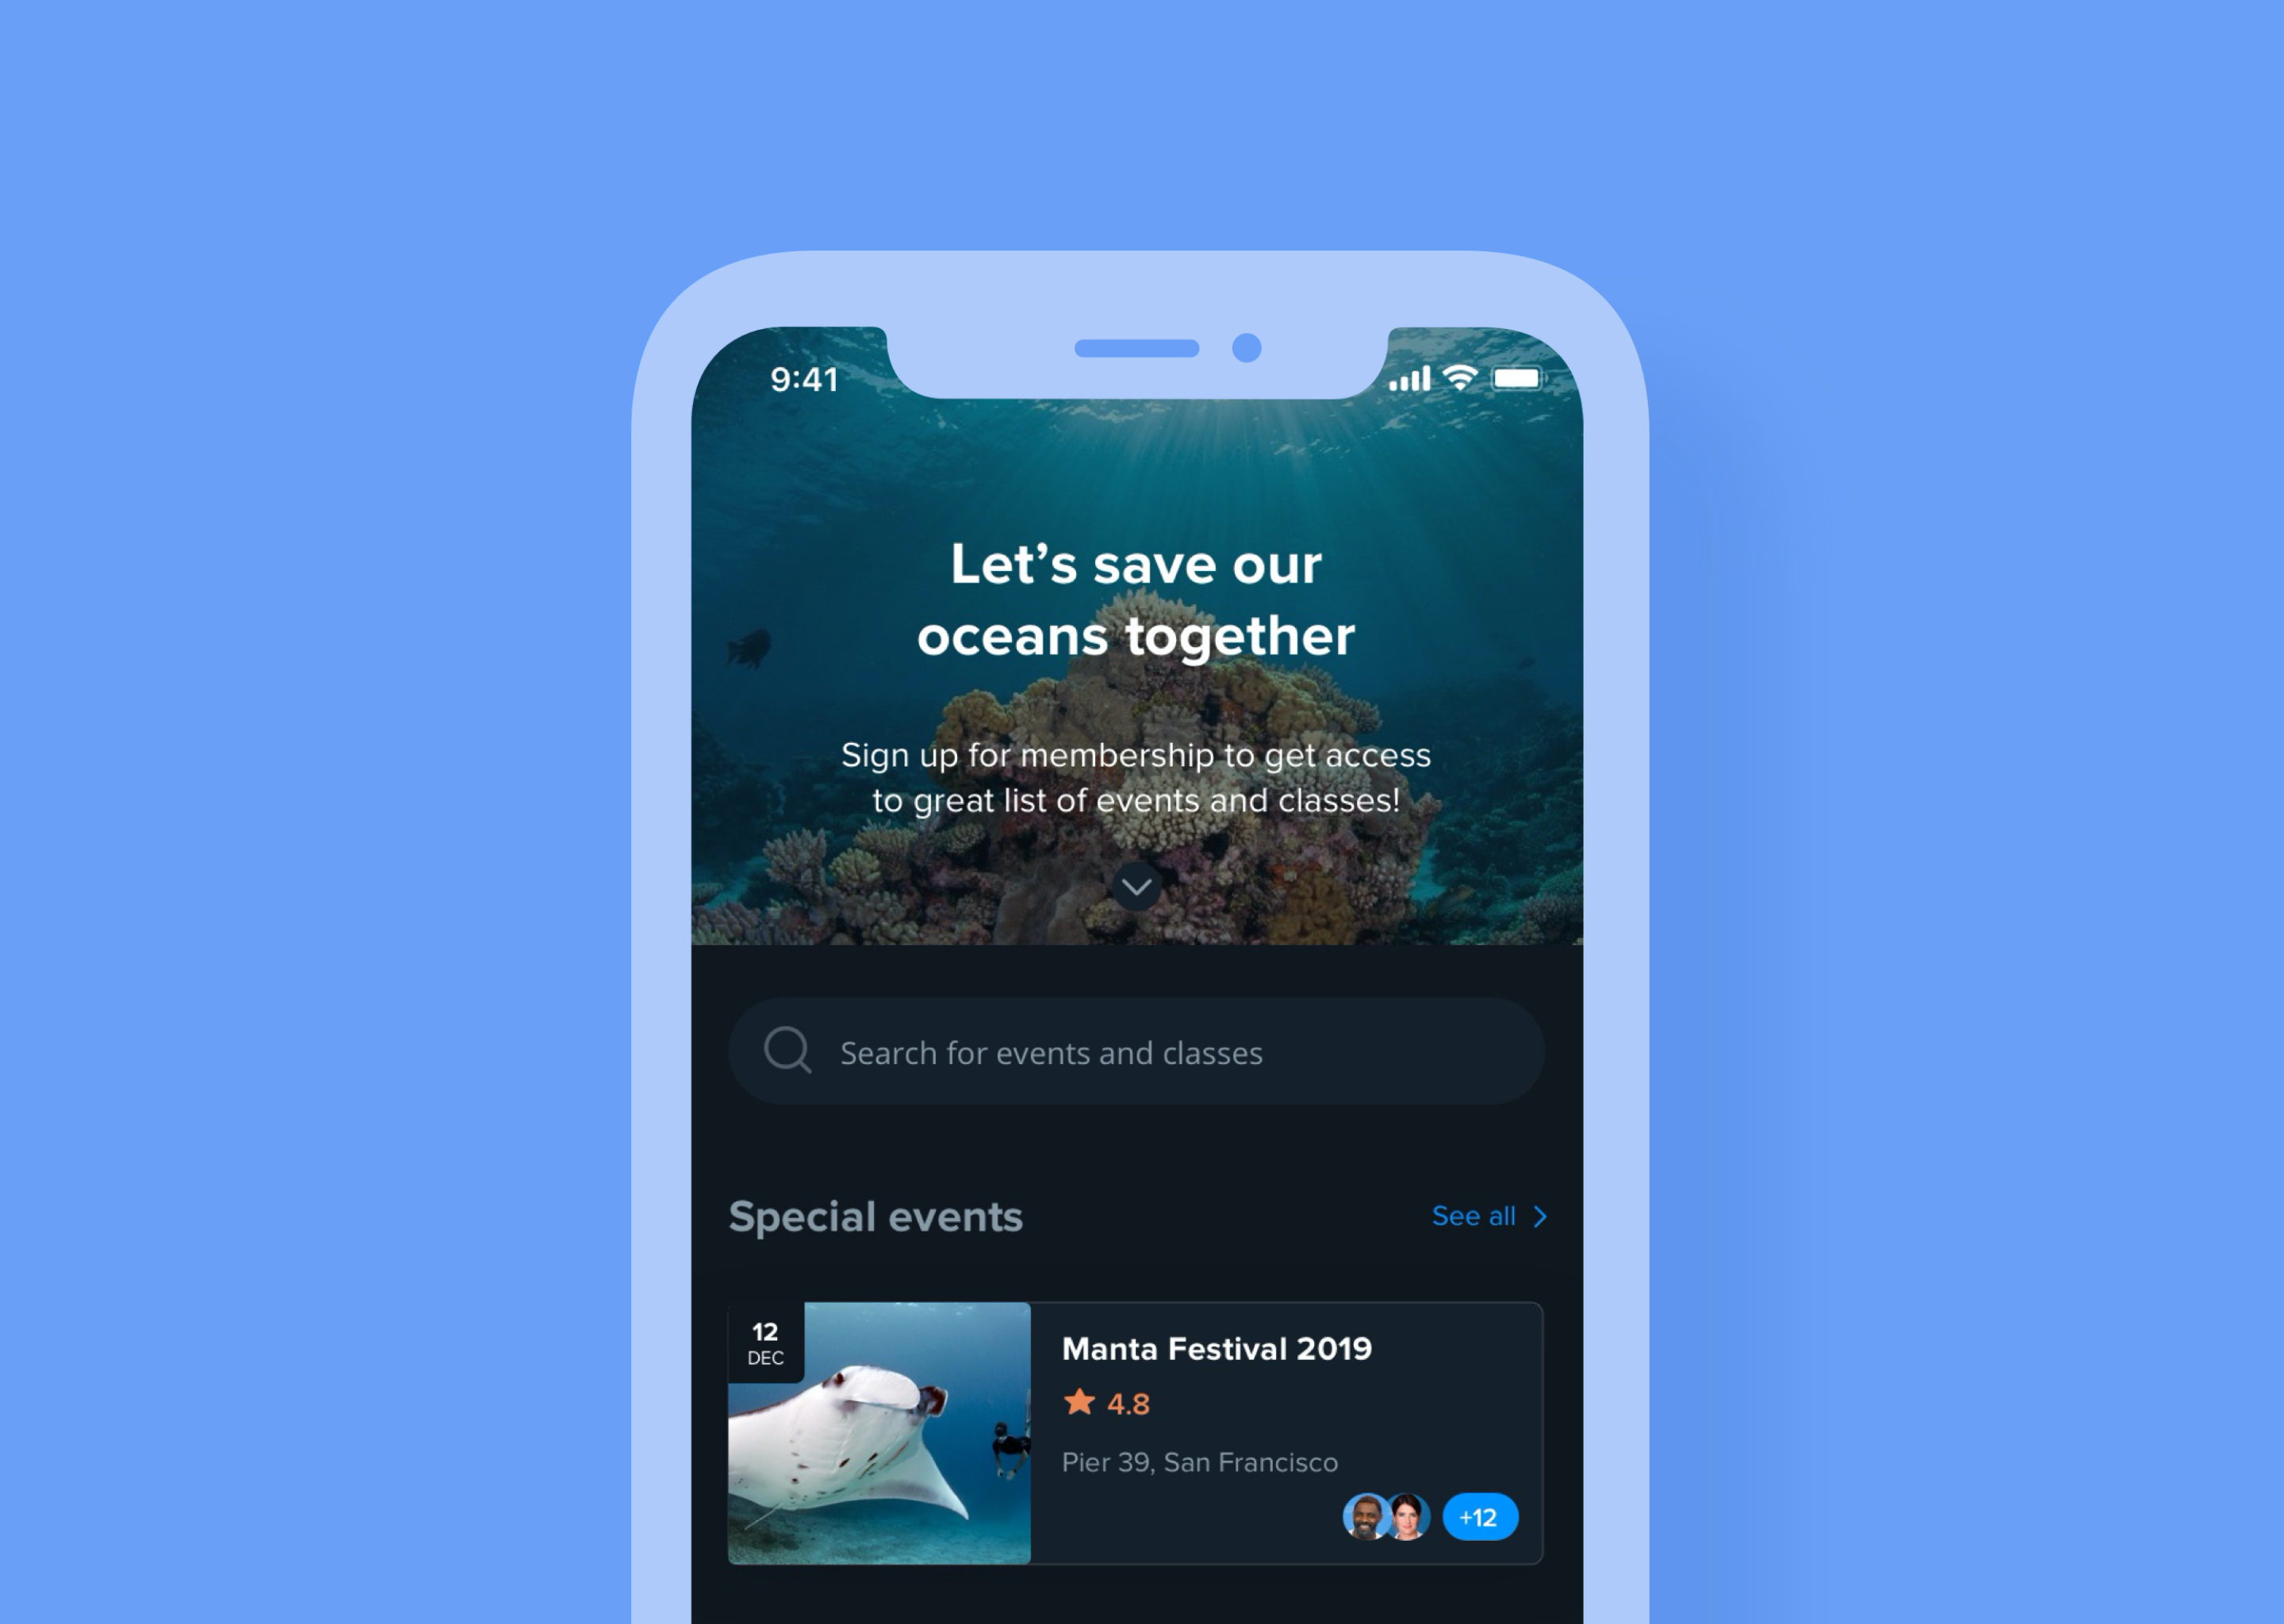 9:41
Let’s save our
oceans together
Sign up for membership to get access
to great list of events and classes!
Search for events and classes
Special events
See all
12
DEC
Manta Festival 2019
4.8
Pier 39, San Francisco
+12